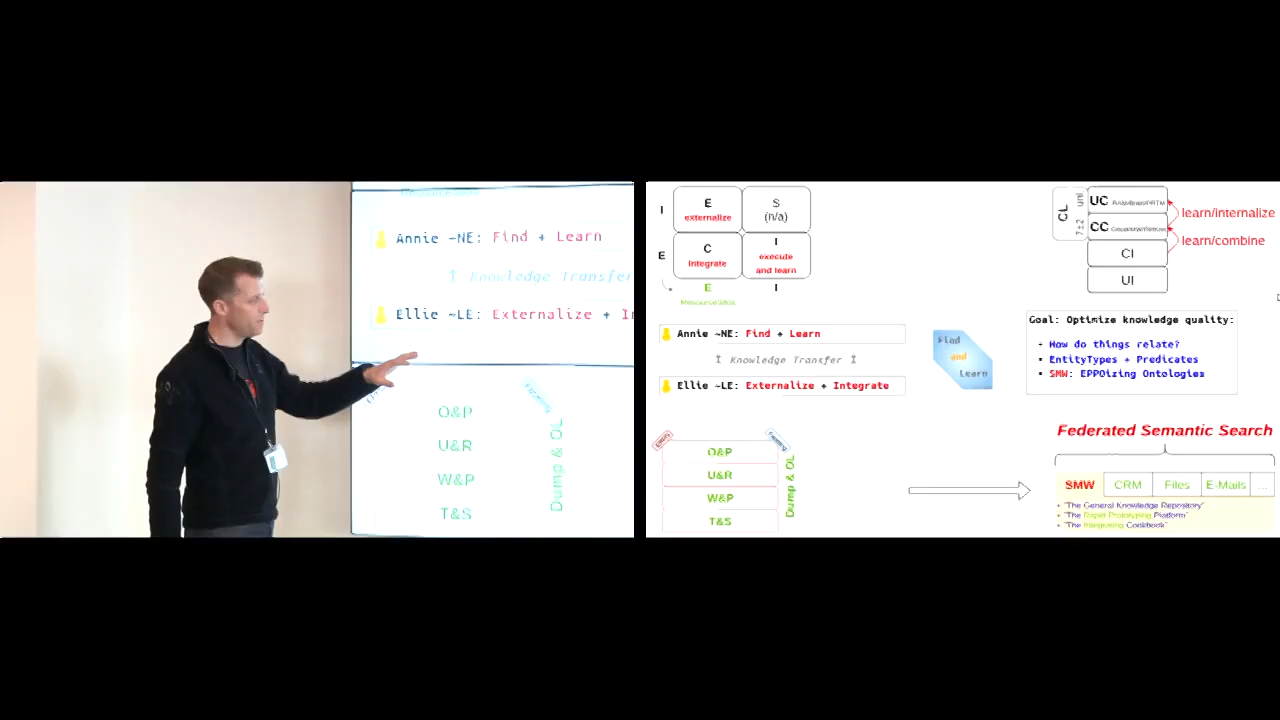 Annie ~NE: Find + Learn
Knowledge Transfer
Ellie ~LE: Externalize + I
O&P
U&R
W&P
T&S
Dump & OL
I
E
externalize
S
(n/a)
E
C
Integrate
I
execute
and learn
E
I
Annie ~NE: Find + Learn
Knowledge Transfer
Ellie ~LE: Externalize + Integrate
Find
and
Learn
CL
7±2
UC
CC
CI
UI
learn/internalize
learn/combine
Goal: Optimize knowledge quality:
• How do things relate?
• EntityTypes + Predicates
• SMW: EPPOizing Ontologies
O&P
U&R
W&P
T&S
Dump & OL
Federated Semantic Search
SMW CRM Files E-Mails ...
+ "The General Knowledge Repository"
+ "The Rapid Prototyping Platform"
+ "The Integrating Cookbook"